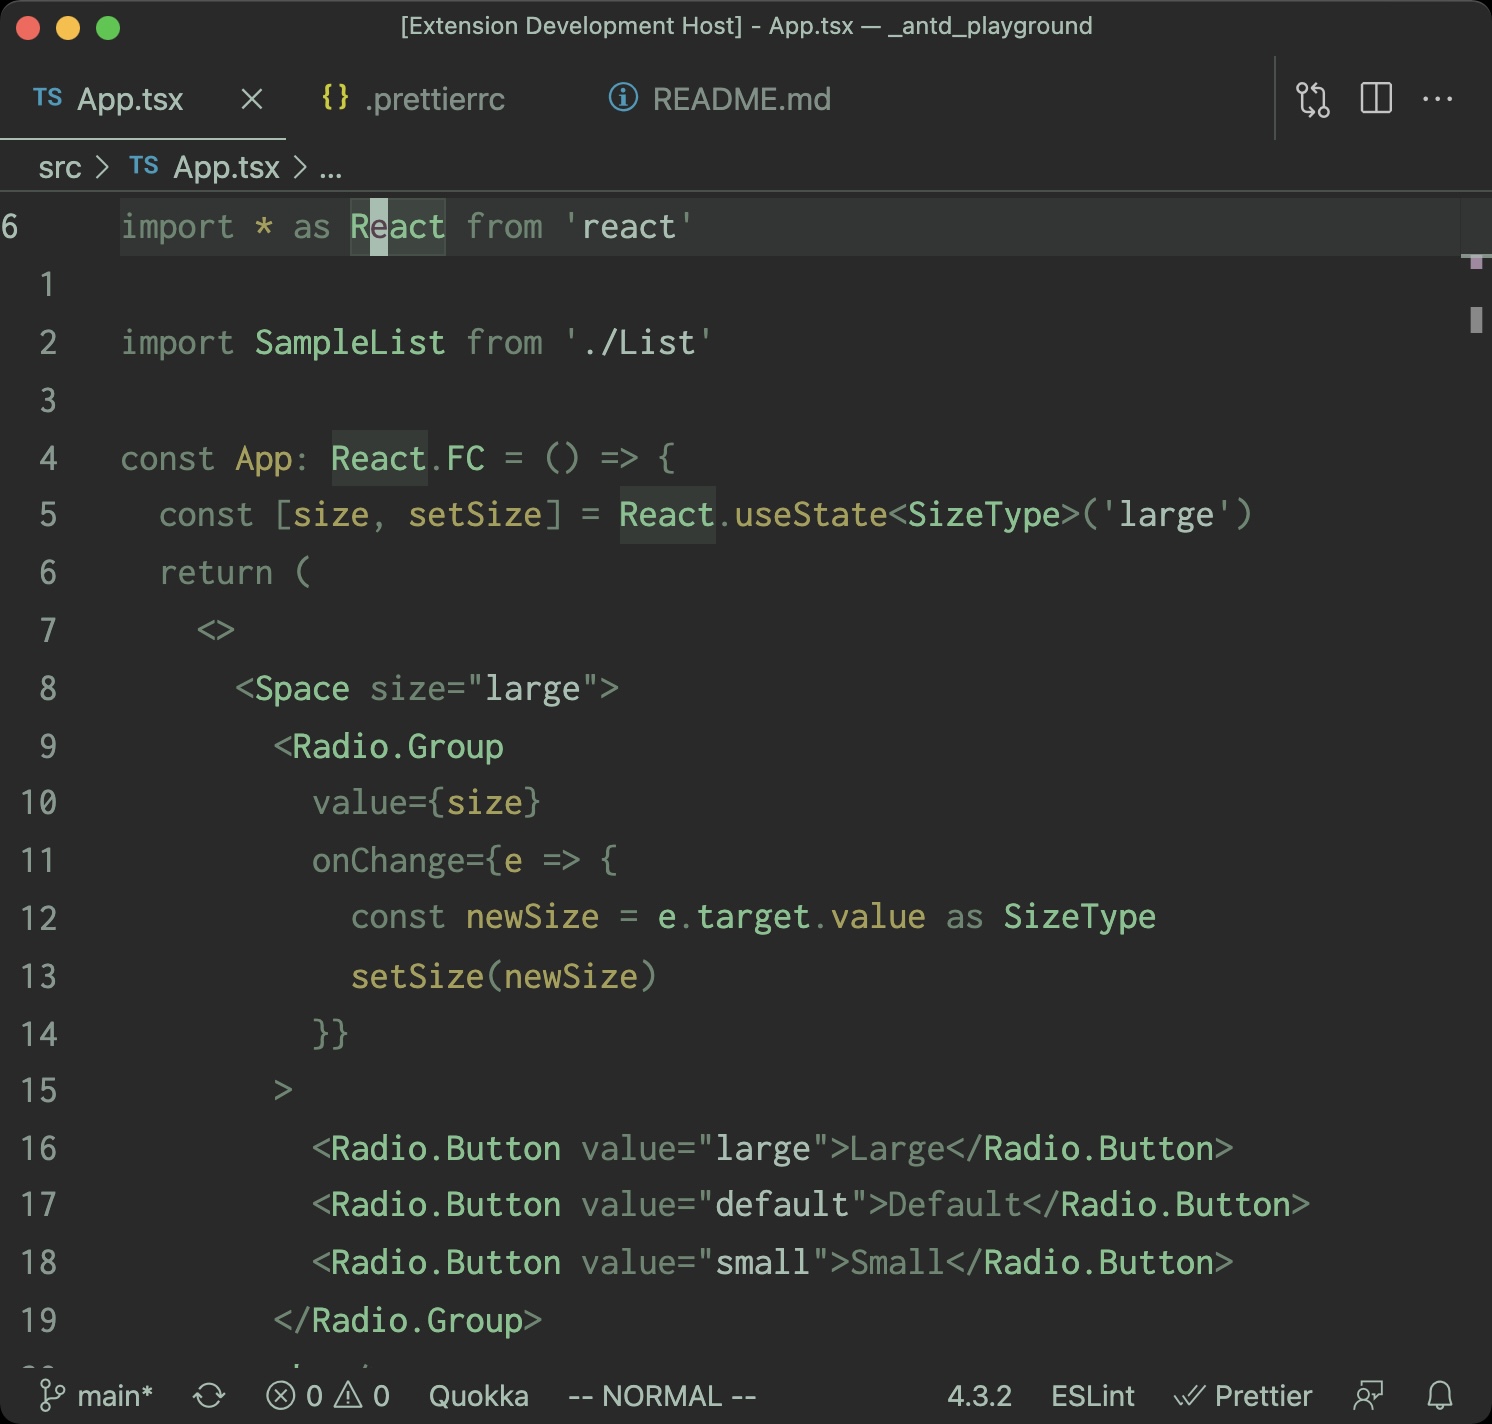 [Extension Development Host] - App.tsx — _antd_playground
TS App.tsx {} .prettierrc README.md
src > TS App.tsx > ...
6 import * as React from 'react'
1
2 import SampleList from './List'
3
4 const App: React.FC = () => {
5 const [size, setSize] = React.useState<SizeType>('large')
6 return (
7 <>
8 <Space size="large">
9 <Radio.Group
10 value={size}
11 onChange={e => {
12 const newSize = e.target.value as SizeType
13 setSize(newSize)
14 }}
15 >
16 <Radio.Button value="large">Large</Radio.Button>
17 <Radio.Button value="default">Default</Radio.Button>
18 <Radio.Button value="small">Small</Radio.Button>
19 </Radio.Group>
main* 0 0 Quokka -- NORMAL -- 4.3.2 ESLint Prettier